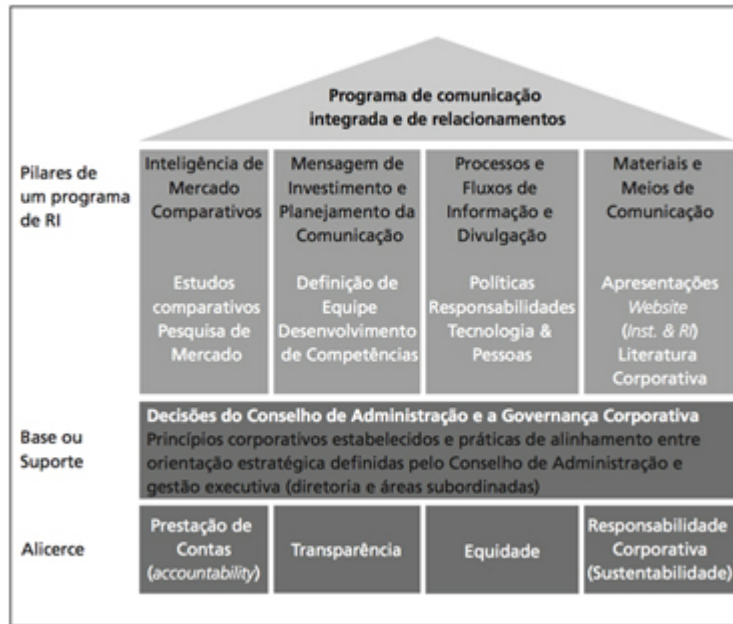 Programa de comunicação
integrada e de relacionamentos
Pilares de
um programa
de RI
Inteligência de
Mercado
Comparativos
Estudos
comparativos
Pesquisa de
Mercado
Mensagem de
Investimento e
Planejamento da
Comunicação
Definição de
Equipe
Desenvolvimento
de Competências
Processos e
Fluxos de
Informação e
Divulgação
Políticas
Responsabilidades
Tecnologia &
Pessoas
Materiais e
Meios de
Comunicação
Apresentações
Website
(Inst. & RI)
Literatura
Corporativa
Base ou
Suporte
Decisões do Conselho de Administração e a Governança Corporativa
Princípios corporativos estabelecidos e práticas de alinhamento entre
orientação estratégica definidas pelo Conselho de Administração e
gestão executiva (diretoria e áreas subordinadas)
Alicerce
Prestação de
Contas
(accountability)
Transparência
Equidade
Responsabilidade
Corporativa
(Sustentabilidade)